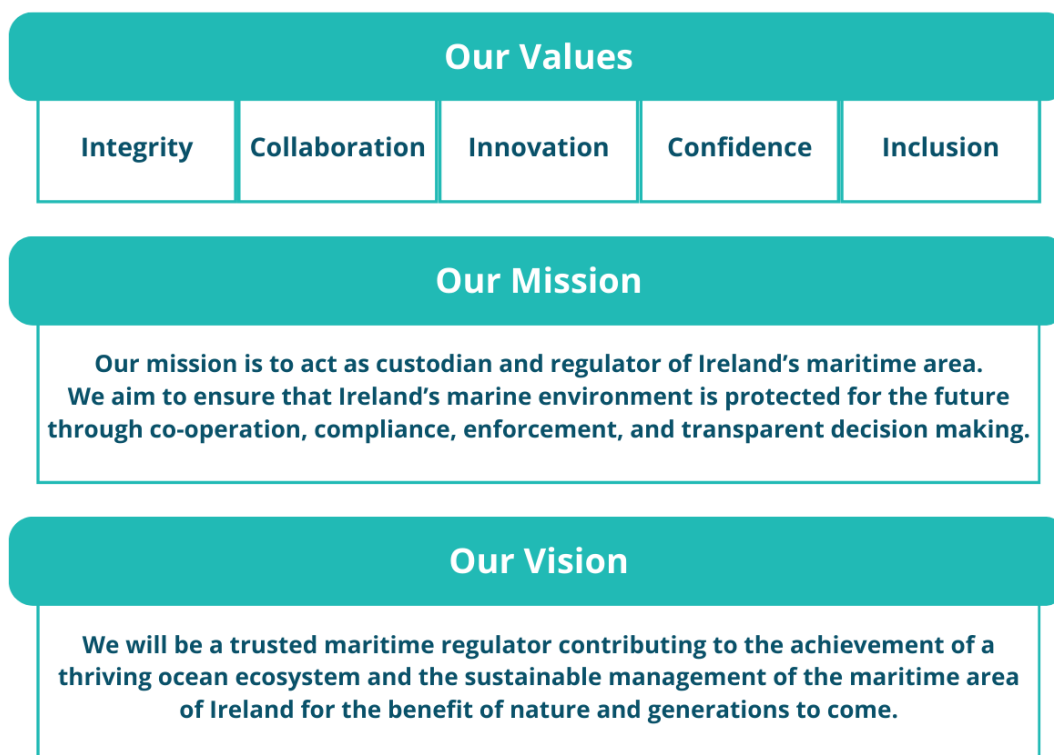 Our Values
Integrity Collaboration Innovation Confidence Inclusion
Our Mission
Our mission is to act as custodian and regulator of Ireland’s maritime area.
We aim to ensure that Ireland’s marine environment is protected for the future
through co-operation, compliance, enforcement, and transparent decision making.
Our Vision
We will be a trusted maritime regulator contributing to the achievement of a
thriving ocean ecosystem and the sustainable management of the maritime area
of Ireland for the benefit of nature and generations to come.